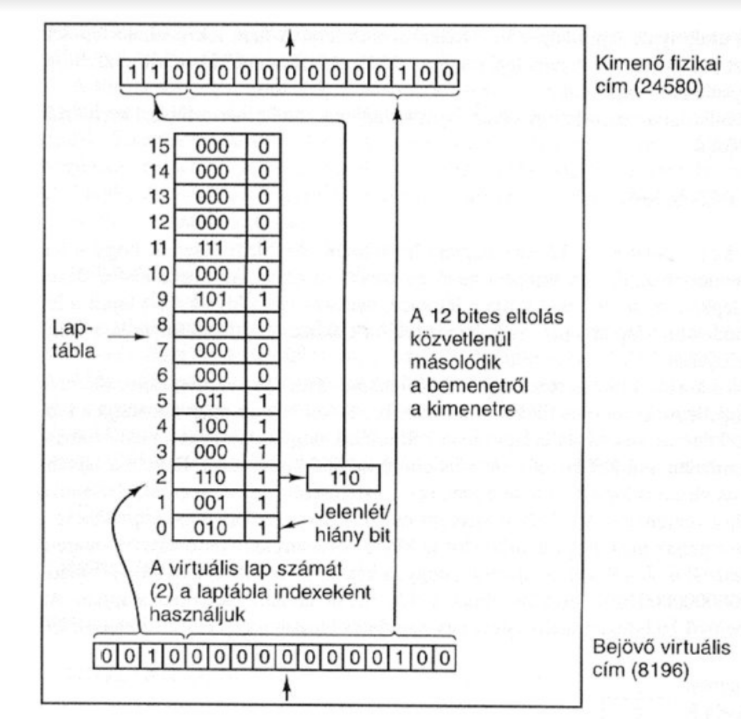 Kimenő fizikai
cím (24580)
1 1 0 0 0 0 0 0 0 0 0 0 1 0 0
15 000 0
14 000 0
13 000 0
12 000 0
11 111 0
10 000 0
9 101 1
8 000 0
7 000 0
6 000 0
5 011 1
4 100 1
3 000 1
2 110 1 110
1 001 1
0 010 1
Lap-
tábla
A 12 bites eltolás
közvetlenül
másolódik
a bemenetről
a kimenetre
Jelenlét/
hiány bit
A virtuális lap számát
(2) a laptábla indexeként
használjuk
0 0 1 0 0 0 0 0 0 0 0 0 0 1 0 0
Bejövő virtuális
cím (8196)